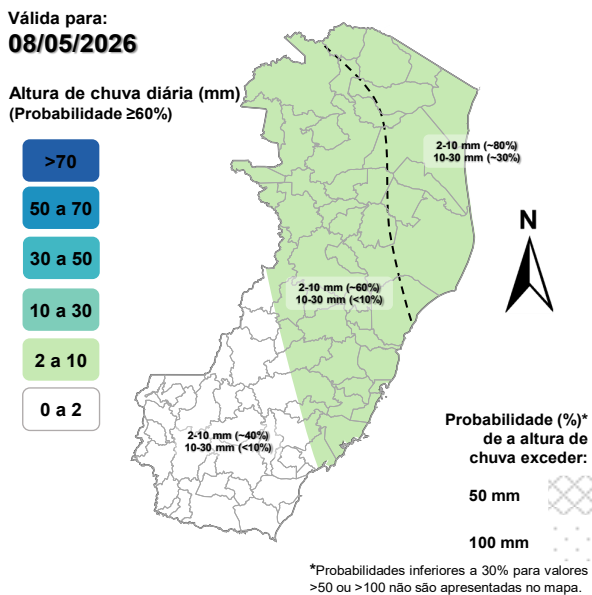 Válida para:
08/05/2026
Altura de chuva diária (mm)
(Probabilidade ≥60%)
>70
50 a 70
30 a 50
10 a 30
2 a 10
0 a 2
2-10 mm (~80%)
10-30 mm (~30%)
N
2-10 mm (~60%)
10-30 mm (<10%)
2-10 mm (~40%)
10-30 mm (<10%)
Probabilidade (%)*
de a altura de
chuva exceder:
50 mm
100 mm
*Probabilidades inferiores a 30% para valores
>50 ou >100 não são apresentadas no mapa.